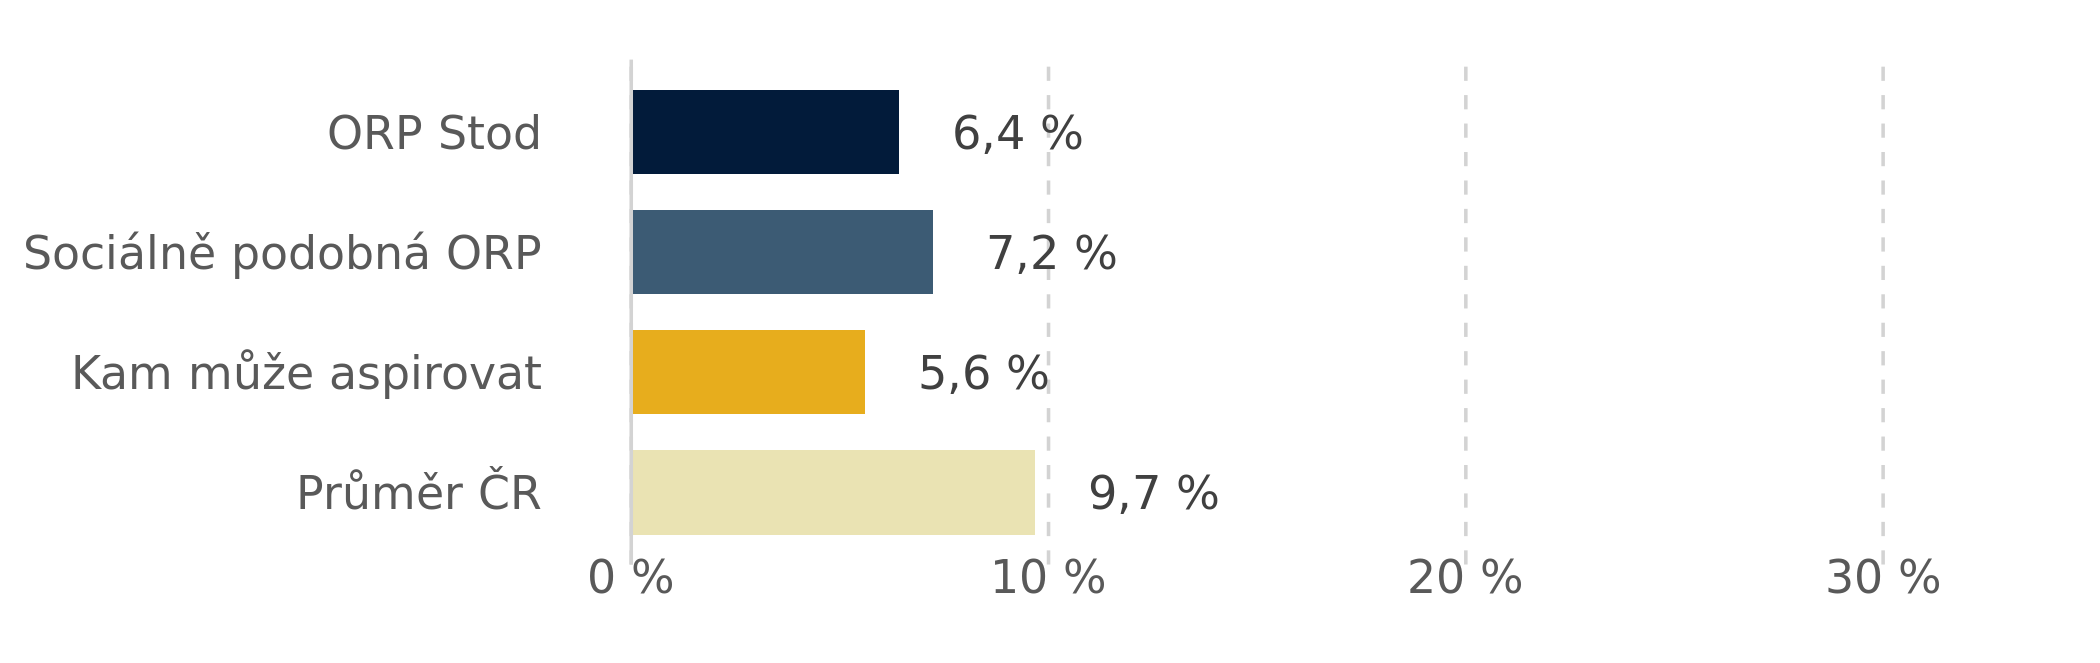 ORP Stod 6,4 %
Sociálně podobná ORP 7,2 %
Kam může aspirovat 5,6 %
Průměr ČR 9,7 %
0 % 10 % 20 % 30 %